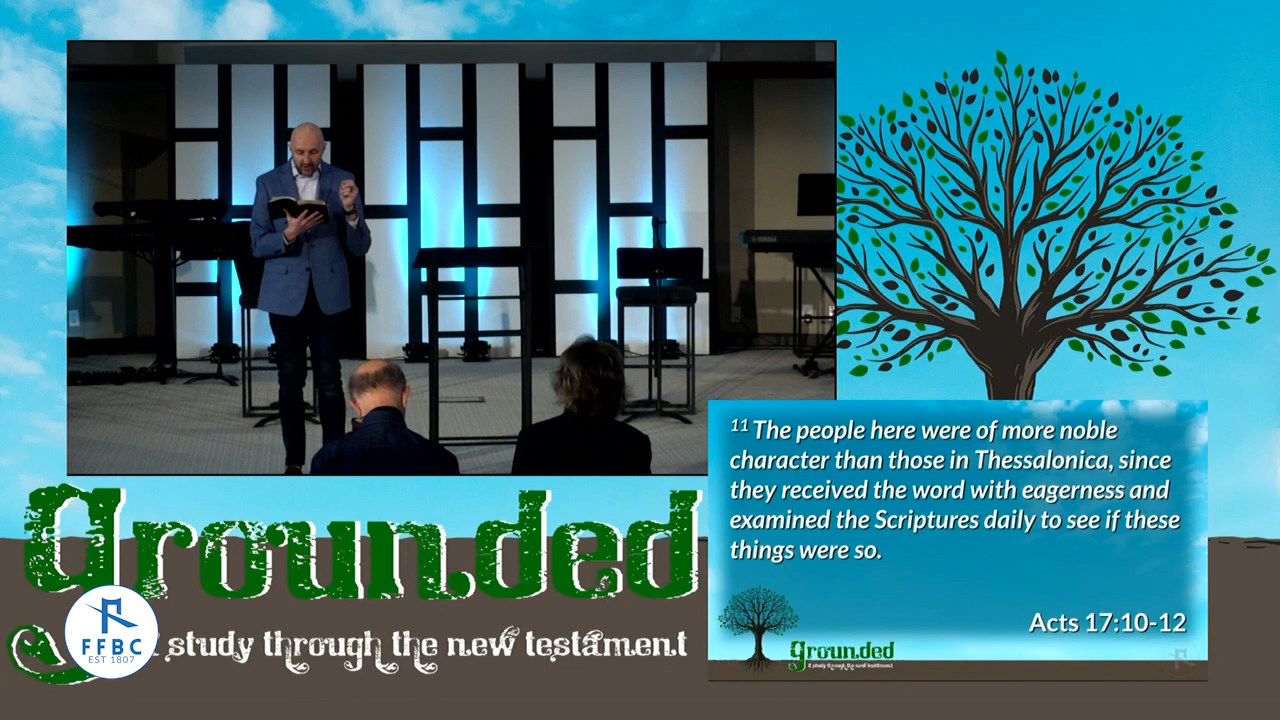 YAMAHA
grounded
study through the new testament
FFBC
EST 1807
11 The people here were of more noble
character than those in Thessalonica, since
they received the word with eagerness and
examined the Scriptures daily to see if these
things were so.
Acts 17:10-12
grounded
a study through the new testament